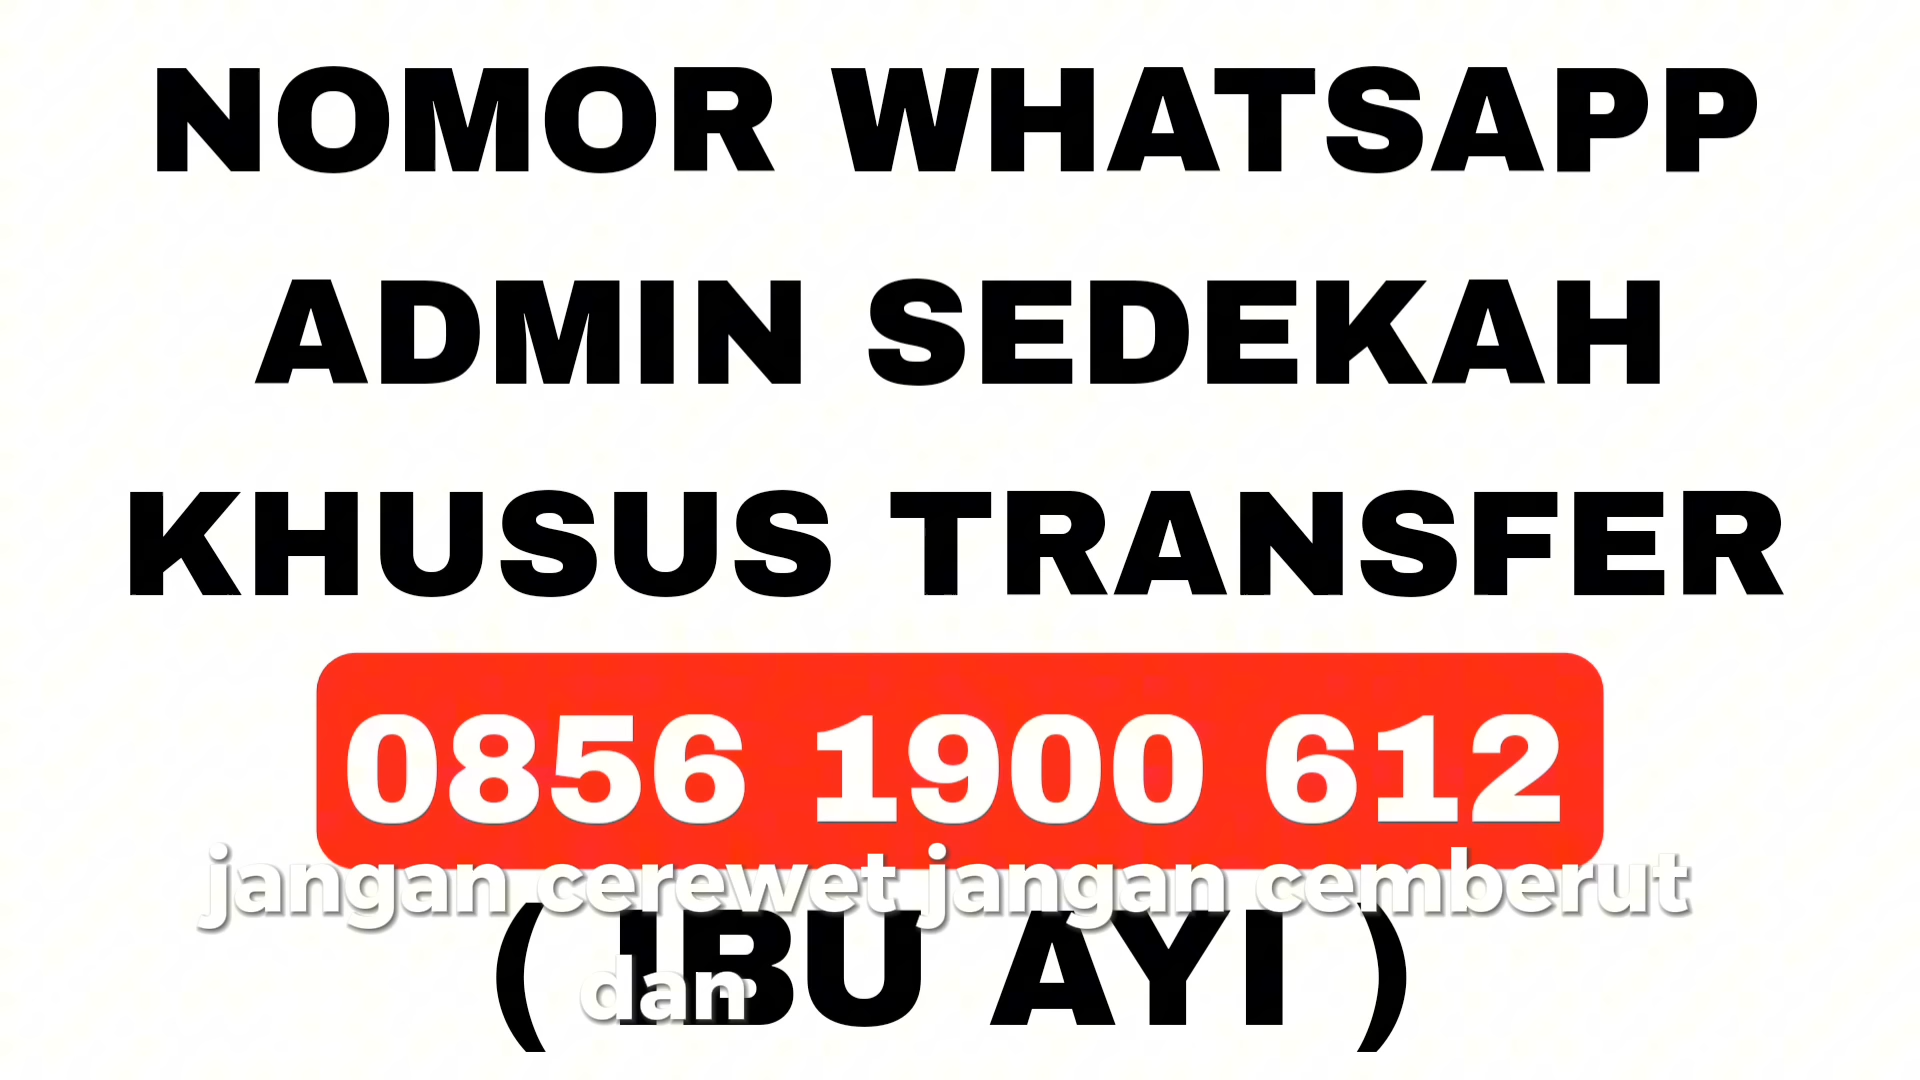 NOMOR WHATSAPP
ADMIN SEDEKAH
KHUSUS TRANSFER
0856 1900 612
jangan cerewet jangan cemberut
( IBU AYI )
dan